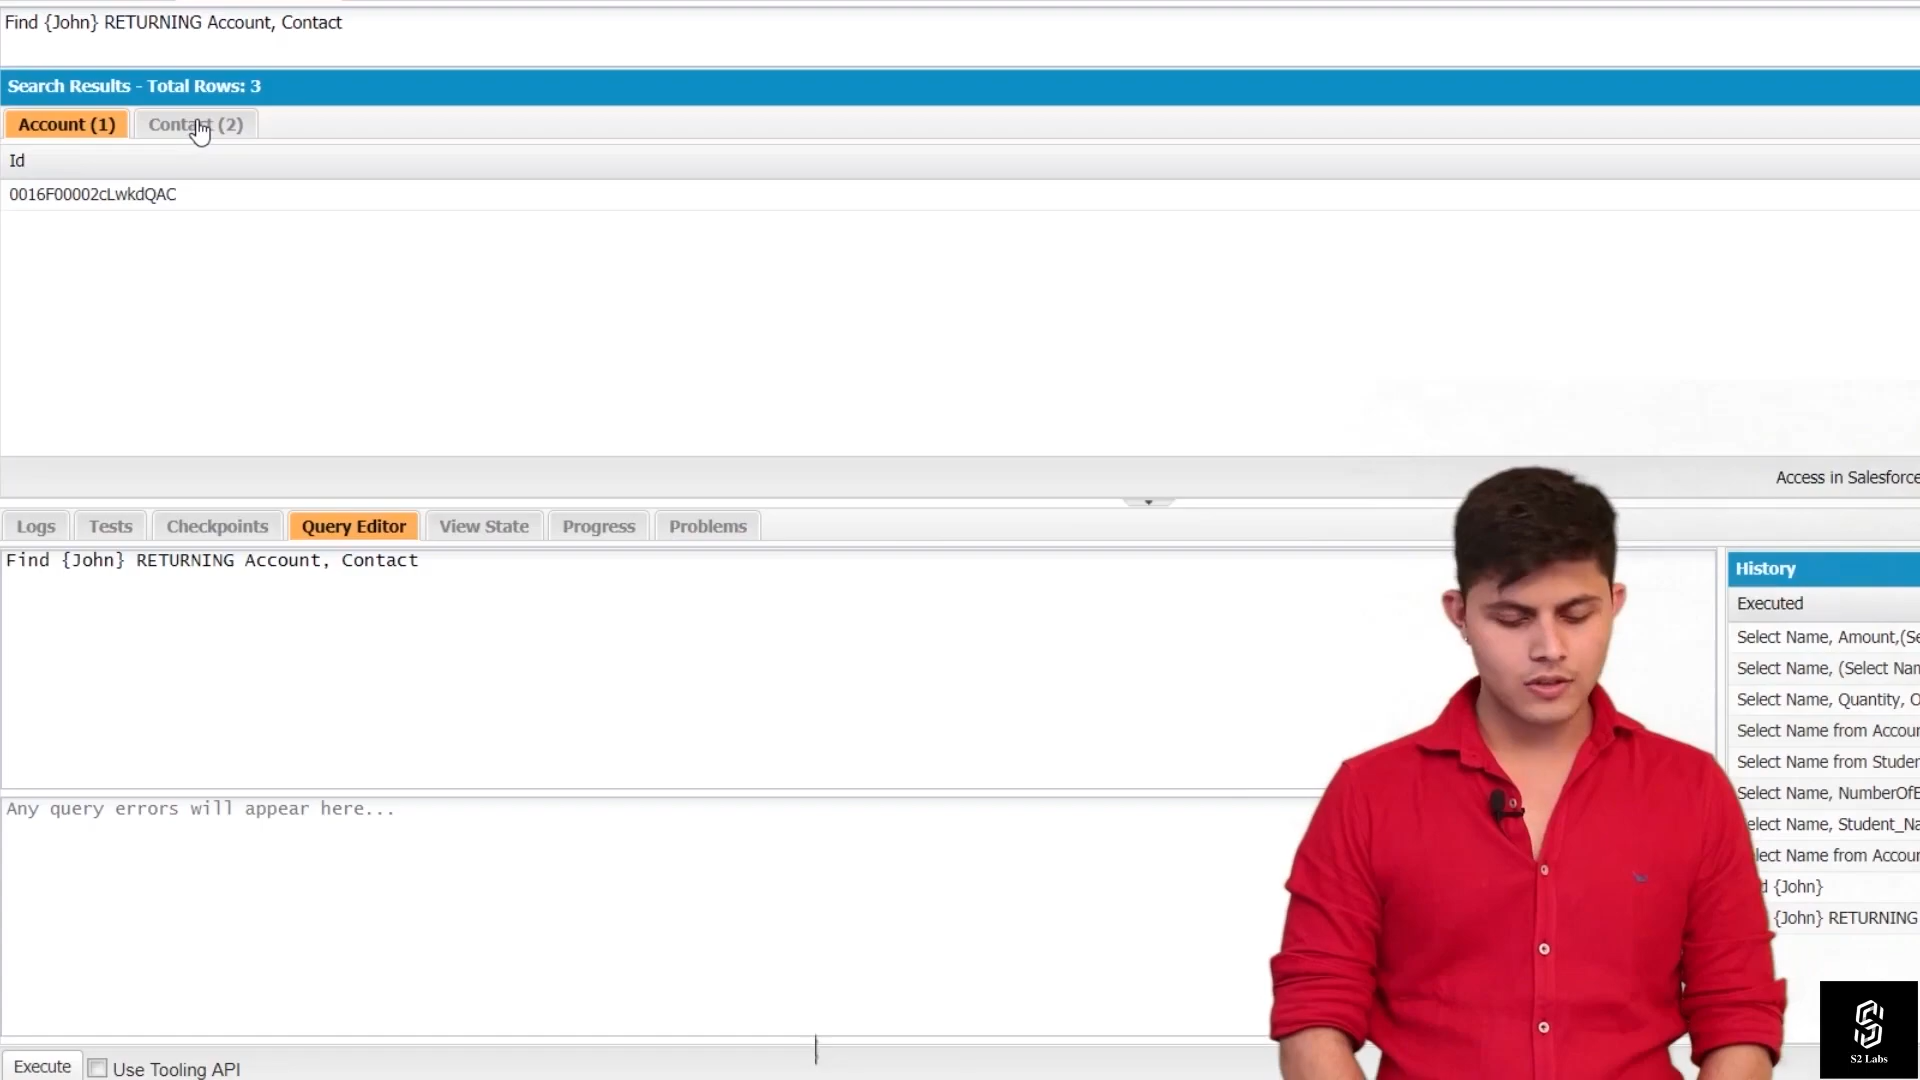 Find {John} RETURNING Account, Contact
Search Results - Total Rows: 3
Account (1)
Contact (2)
Id
0016F00002cLwkdQAC
Access in Salesforce
Logs
Tests
Checkpoints
Query Editor
View State
Progress
Problems
Find {John} RETURNING Account, Contact
History
Executed
Select Name, Amount,(Se
Select Name, (Select Nam
Select Name, Quantity, O
Select Name from Accour
Select Name from Studer
Select Name, NumberOfE
elect Name, Student_Na
lect Name from Accour
d {John}
{John} RETURNING
Any query errors will appear here...
Execute
Use Tooling API
S2 Labs